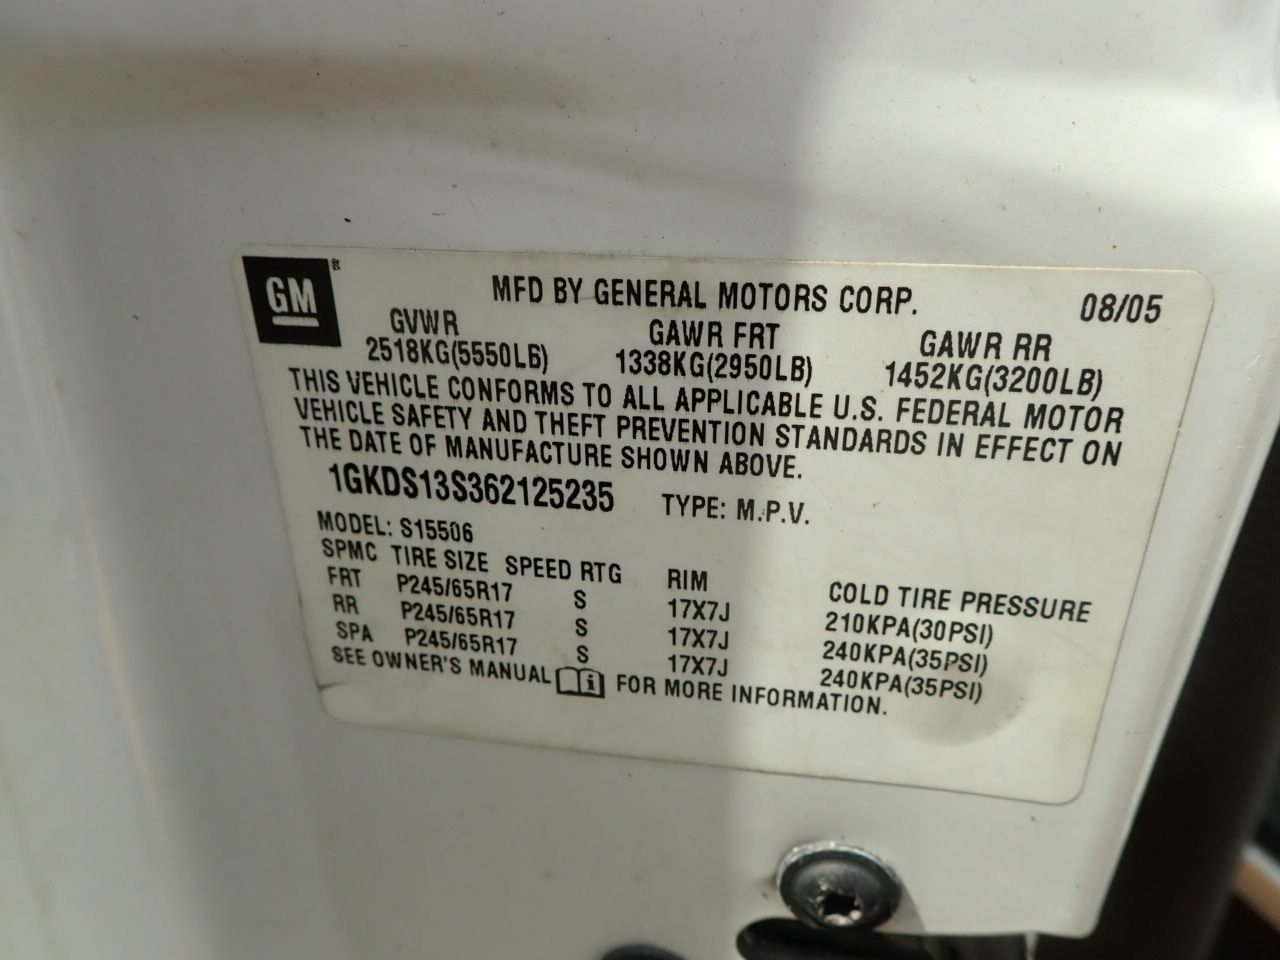 GM ®
MFD BY GENERAL MOTORS CORP. 08/05
GVWR GAWR FRT GAWR RR
2518KG(5550LB) 1338KG(2950LB) 1452KG(3200LB)
THIS VEHICLE CONFORMS TO ALL APPLICABLE U.S. FEDERAL MOTOR
VEHICLE SAFETY AND THEFT PREVENTION STANDARDS IN EFFECT ON
THE DATE OF MANUFACTURE SHOWN ABOVE.
1GKDS13S362125235 TYPE: M.P.V.
MODEL: S15506
SPMC TIRE SIZE SPEED RTG RIM COLD TIRE PRESSURE
FRT P245/65R17 S 17X7J 210KPA(30PSI)
RR P245/65R17 S 17X7J 240KPA(35PSI)
SPA P245/65R17 S 17X7J 240KPA(35PSI)
SEE OWNER'S MANUAL i FOR MORE INFORMATION.